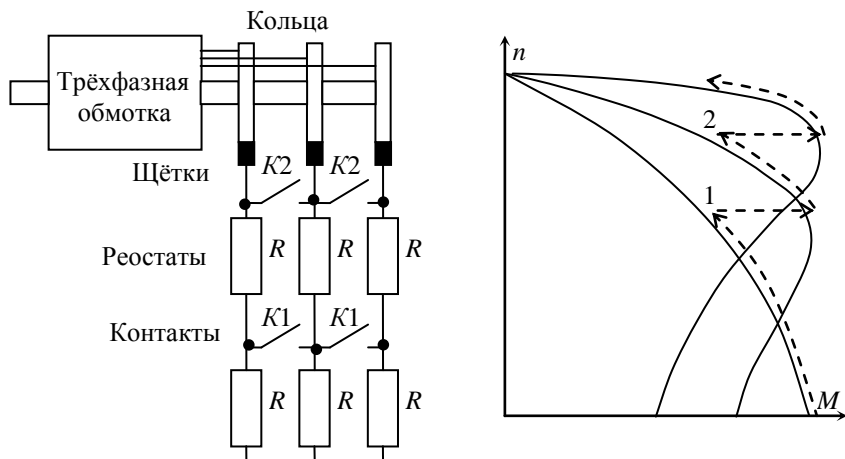 Кольца
Трёхфазная
обмотка
Щётки
K2 K2
Реостаты
R R R
Контакты
K1 K1
R R R
n
2
1
M